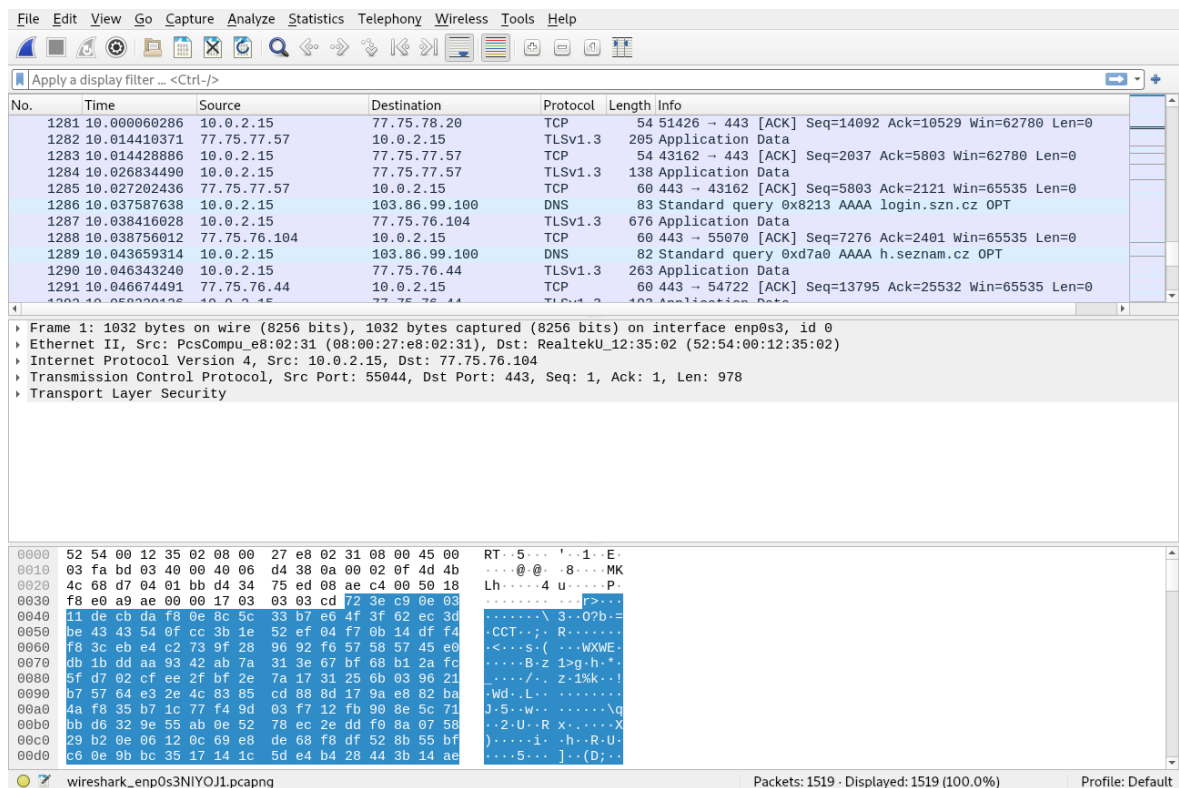 File Edit View Go Capture Analyze Statistics Telephony Wireless Tools Help
Apply a display filter … <Ctrl-/>
No. Time Source Destination Protocol Length Info
1281 10.000060286 10.0.2.15 77.75.78.20 TCP 54 51426 → 443 [ACK] Seq=14092 Ack=10529 Win=62780 Len=0
1282 10.014410371 77.75.77.57 10.0.2.15 TLSv1.3 205 Application Data
1283 10.014428886 10.0.2.15 77.75.77.57 TCP 54 43162 → 443 [ACK] Seq=2037 Ack=5803 Win=62780 Len=0
1284 10.026834490 10.0.2.15 77.75.77.57 TLSv1.3 138 Application Data
1285 10.027202436 77.75.77.57 10.0.2.15 TCP 60 443 → 43162 [ACK] Seq=5803 Ack=2121 Win=65535 Len=0
1286 10.037587638 10.0.2.15 103.86.99.100 DNS 83 Standard query 0x8213 AAAA login.szn.cz OPT
1287 10.038416028 10.0.2.15 77.75.76.104 TLSv1.3 676 Application Data
1288 10.038756012 77.75.76.104 10.0.2.15 TCP 60 443 → 55070 [ACK] Seq=7276 Ack=2401 Win=65535 Len=0
1289 10.043659314 10.0.2.15 103.86.99.100 DNS 82 Standard query 0xd7a0 AAAA h.seznam.cz OPT
1290 10.046343240 10.0.2.15 77.75.76.44 TLSv1.3 263 Application Data
1291 10.046674491 77.75.76.44 10.0.2.15 TCP 60 443 → 54722 [ACK] Seq=13795 Ack=25532 Win=65535 Len=0
10.0.2.15 77.75.76.44 TLSv1.3 Application Data
Frame 1: 1032 bytes on wire (8256 bits), 1032 bytes captured (8256 bits) on interface enp0s3, id 0
Ethernet II, Src: PcsCompu_e8:02:31 (08:00:27:e8:02:31), Dst: RealtekU_12:35:02 (52:54:00:12:35:02)
Internet Protocol Version 4, Src: 10.0.2.15, Dst: 77.75.76.104
Transmission Control Protocol, Src Port: 55044, Dst Port: 443, Seq: 1, Ack: 1, Len: 978
Transport Layer Security
0000 52 54 00 12 35 02 08 00 27 e8 02 31 08 00 45 00 RT··5··· '··1··E·
0010 03 fa bd 03 40 00 40 06 d4 38 0a 00 02 0f 4d 4b ····@·@· ·8····MK
0020 4c 68 d7 04 01 bb d4 34 75 ed 08 ae c4 00 50 18 Lh·····4 u·····P·
0030 f8 e0 a9 ae 00 00 17 03 03 03 cd 72 3e c9 0e 03 ········ ···r>···
0040 11 de cb da f8 0e 8c 5c 33 b7 e6 4f 3f 62 ec 3d ·······\ 3··O?b·=
0050 be 43 43 54 0f cc 3b 1e 52 ef 04 f7 0b 14 df f4 ·CCT··;· R·······
0060 f8 3c eb e4 c2 73 9f 28 96 92 f6 57 58 57 45 e0 ·<···s·( ···WXWE·
0070 db 1b dd aa 93 42 ab 7a 31 3e 67 bf 68 b1 2a fc ·····B·z 1>g·h·*·
0080 5f d7 02 cf ee 2f bf 2e 7a 17 31 25 6b 03 96 21 _····/·. z·1%k··!
0090 b7 57 64 e3 2e 4c 83 85 cd 88 8d 17 9a e8 82 ba ·Wd·.L·· ········
00a0 4a f8 35 b7 1c 77 f4 9d 03 f7 12 fb 90 8e 5c 71 J·5··w·· ······\q
00b0 bb d6 32 9e 55 ab 0e 52 78 ec 2e dd f0 8a 07 58 ··2·U··R x·.····X
00c0 29 b2 0e 06 12 0c 69 e8 de 68 f8 df 52 8b 55 bf )·····i· ·h··R·U·
00d0 c6 0e 9b bc 35 17 14 1c 5d e4 b4 28 44 3b 14 ae ····5··· ]··(D;··
wireshark_enp0s3NIYOJ1.pcapng Packets: 1519 · Displayed: 1519 (100.0%) Profile: Default